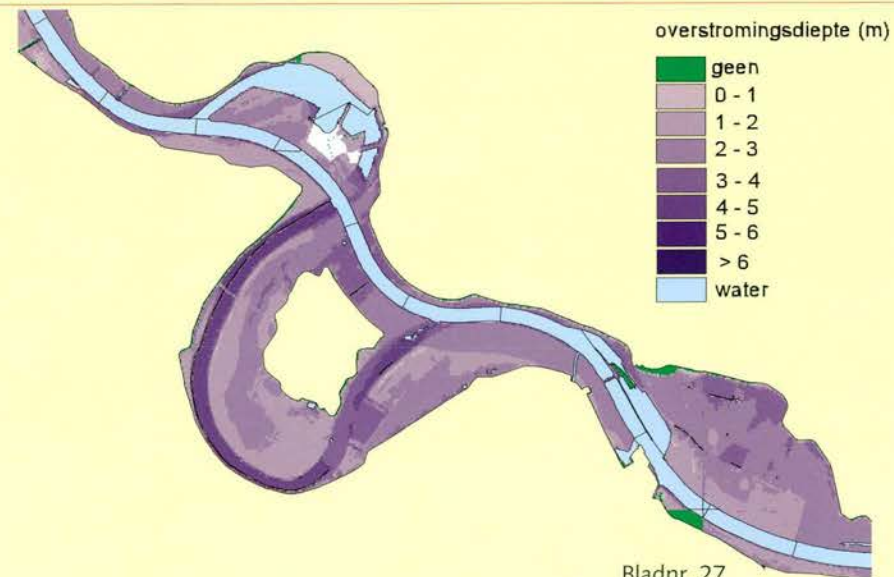 overstromingsdiepte (m)
geen
0 - 1
1 - 2
2 - 3
3 - 4
4 - 5
5 - 6
> 6
water
Bladnr. 27